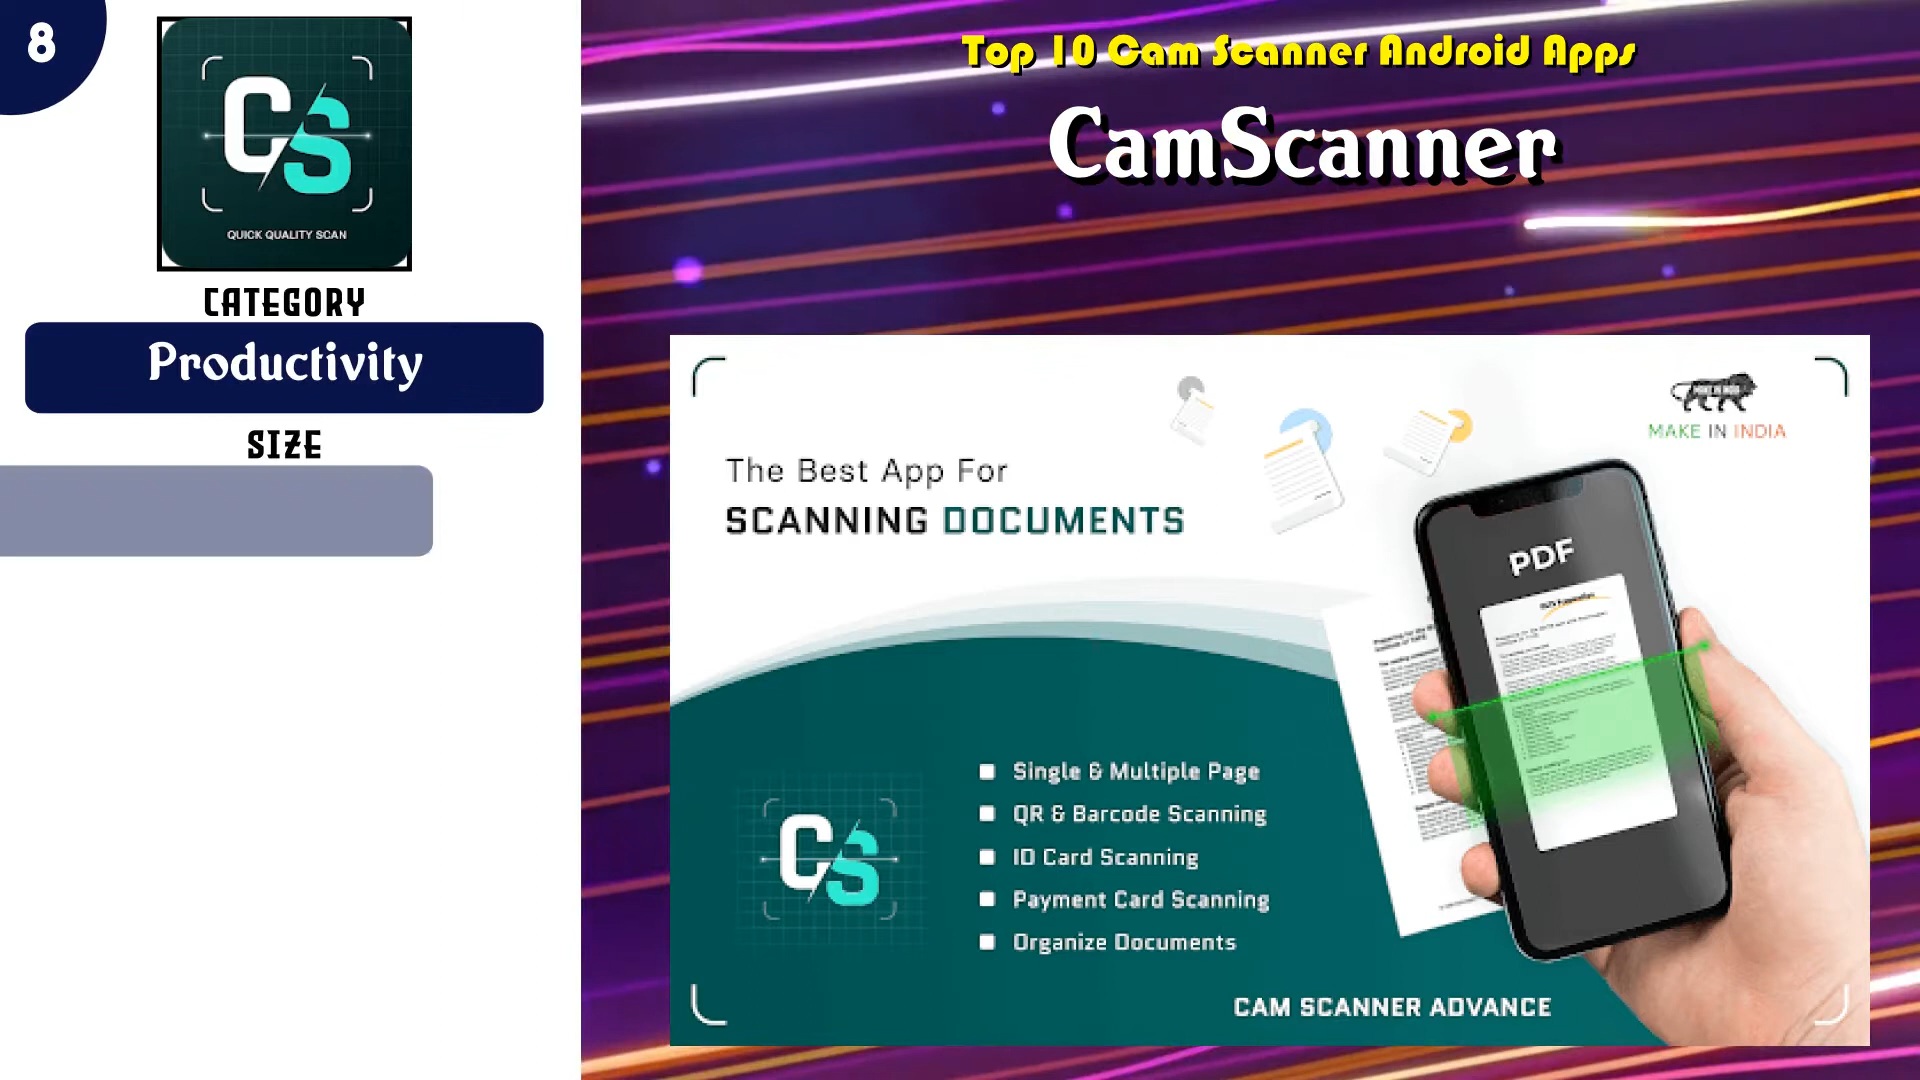 8
CS
QUICK QUALITY SCAN
CATEGORY
Productivity
SIZE
Top 10 Cam Scanner Android Apps
CamScanner
MAKE IN INDIA
The Best App For
SCANNING DOCUMENTS
PDF
CS
Single & Multiple Page
QR & Barcode Scanning
ID Card Scanning
Payment Card Scanning
Organize Documents
CAM SCANNER ADVANCE